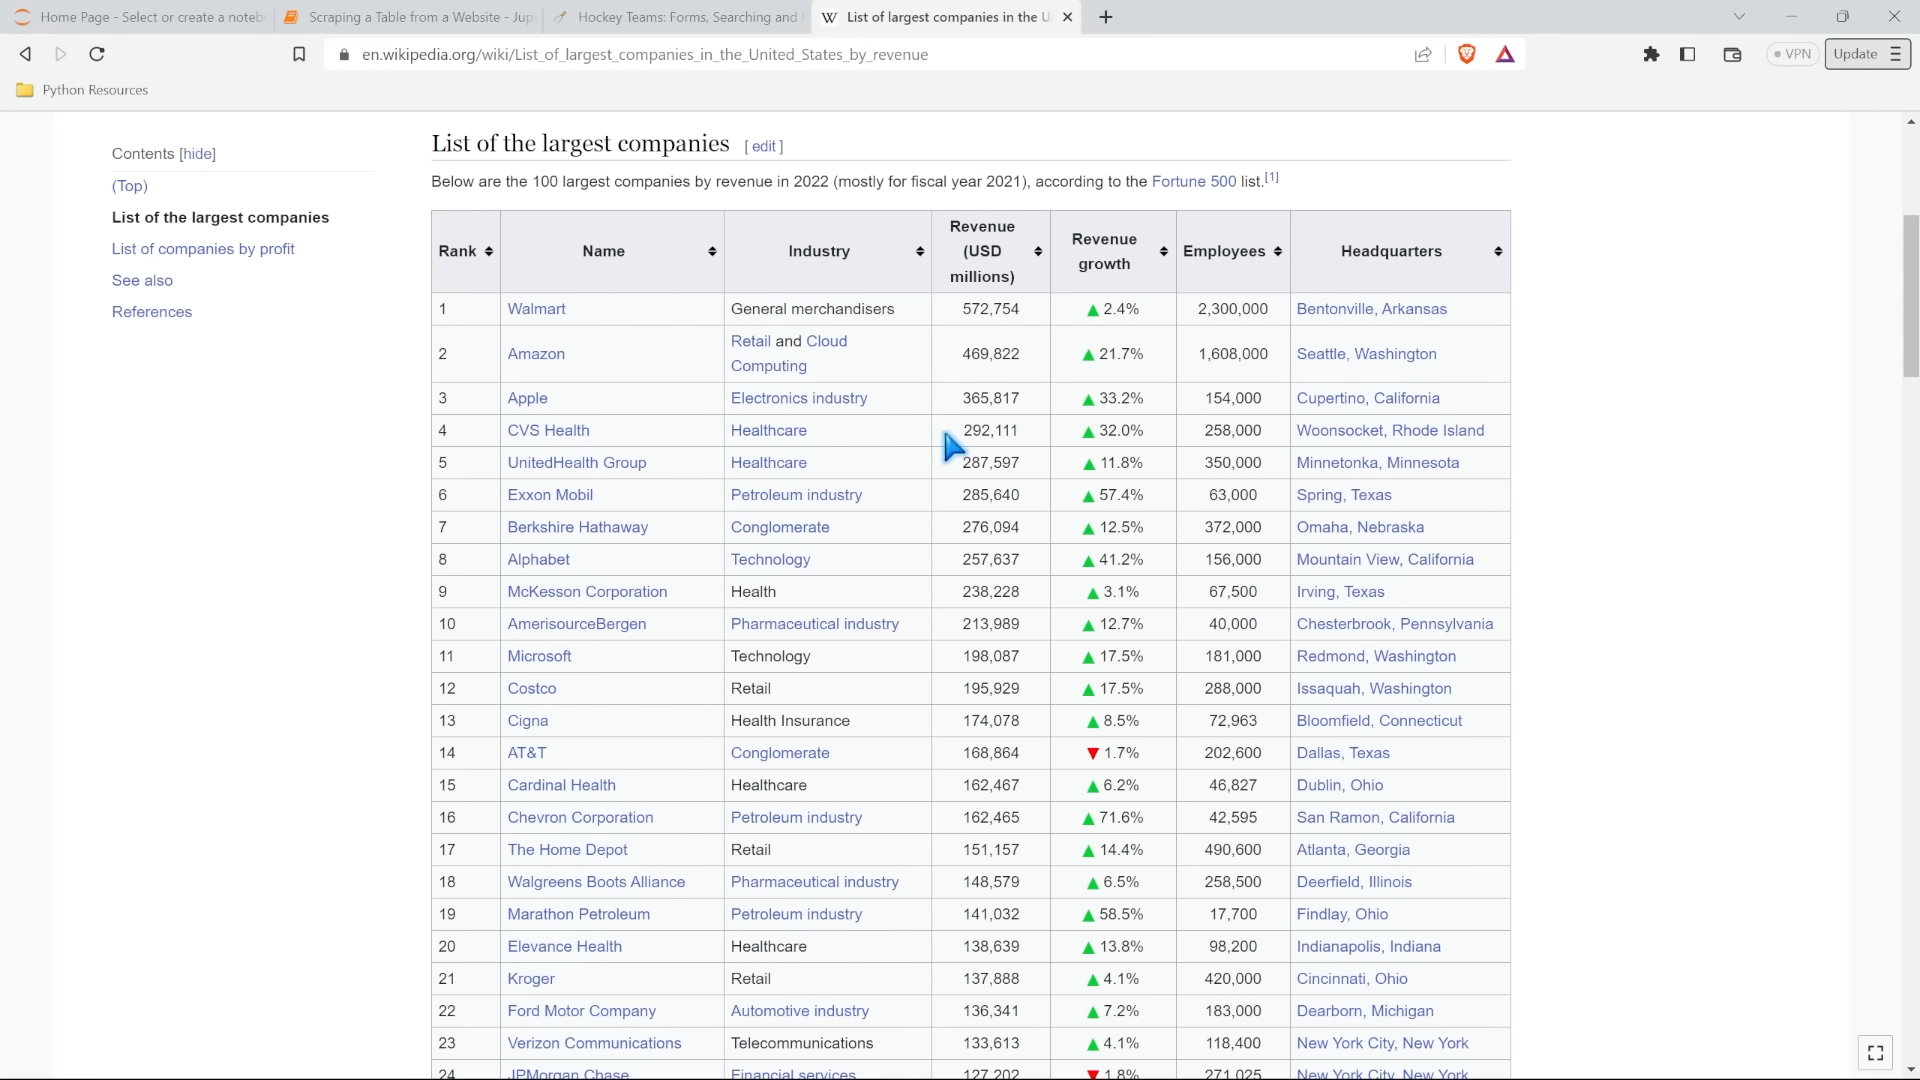 Home Page - Select or create a noteb
Scraping a Table from a Website - Jup
Hockey Teams: Forms, Searching and
W List of largest companies in the U
en.wikipedia.org/wiki/List_of_largest_companies_in_the_United_States_by_revenue
VPN
Update
Python Resources
Contents [hide]
(Top)
List of the largest companies
List of companies by profit
See also
References
List of the largest companies [ edit ]
Below are the 100 largest companies by revenue in 2022 (mostly for fiscal year 2021), according to the Fortune 500 list.[1]
Rank Name Industry Revenue (USD millions) Revenue growth Employees Headquarters
1 Walmart General merchandisers 572,754 ▲ 2.4% 2,300,000 Bentonville, Arkansas
2 Amazon Retail and Cloud Computing 469,822 ▲ 21.7% 1,608,000 Seattle, Washington
3 Apple Electronics industry 365,817 ▲ 33.2% 154,000 Cupertino, California
4 CVS Health Healthcare 292,111 ▲ 32.0% 258,000 Woonsocket, Rhode Island
5 UnitedHealth Group Healthcare 287,597 ▲ 11.8% 350,000 Minnetonka, Minnesota
6 Exxon Mobil Petroleum industry 285,640 ▲ 57.4% 63,000 Spring, Texas
7 Berkshire Hathaway Conglomerate 276,094 ▲ 12.5% 372,000 Omaha, Nebraska
8 Alphabet Technology 257,637 ▲ 41.2% 156,000 Mountain View, California
9 McKesson Corporation Health 238,228 ▲ 3.1% 67,500 Irving, Texas
10 AmerisourceBergen Pharmaceutical industry 213,989 ▲ 12.7% 40,000 Chesterbrook, Pennsylvania
11 Microsoft Technology 198,087 ▲ 17.5% 181,000 Redmond, Washington
12 Costco Retail 195,929 ▲ 17.5% 288,000 Issaquah, Washington
13 Cigna Health Insurance 174,078 ▲ 8.5% 72,963 Bloomfield, Connecticut
14 AT&T Conglomerate 168,864 ▼ 1.7% 202,600 Dallas, Texas
15 Cardinal Health Healthcare 162,467 ▲ 6.2% 46,827 Dublin, Ohio
16 Chevron Corporation Petroleum industry 162,465 ▲ 71.6% 42,595 San Ramon, California
17 The Home Depot Retail 151,157 ▲ 14.4% 490,600 Atlanta, Georgia
18 Walgreens Boots Alliance Pharmaceutical industry 148,579 ▲ 6.5% 258,500 Deerfield, Illinois
19 Marathon Petroleum Petroleum industry 141,032 ▲ 58.5% 17,700 Findlay, Ohio
20 Elevance Health Healthcare 138,639 ▲ 13.8% 98,200 Indianapolis, Indiana
21 Kroger Retail 137,888 ▲ 4.1% 420,000 Cincinnati, Ohio
22 Ford Motor Company Automotive industry 136,341 ▲ 7.2% 183,000 Dearborn, Michigan
23 Verizon Communications Telecommunications 133,613 ▲ 4.1% 118,400 New York City, New York
24 JPMorgan Chase Financial services 127,202 ▼ 1.8% 271,025 New York City, New York